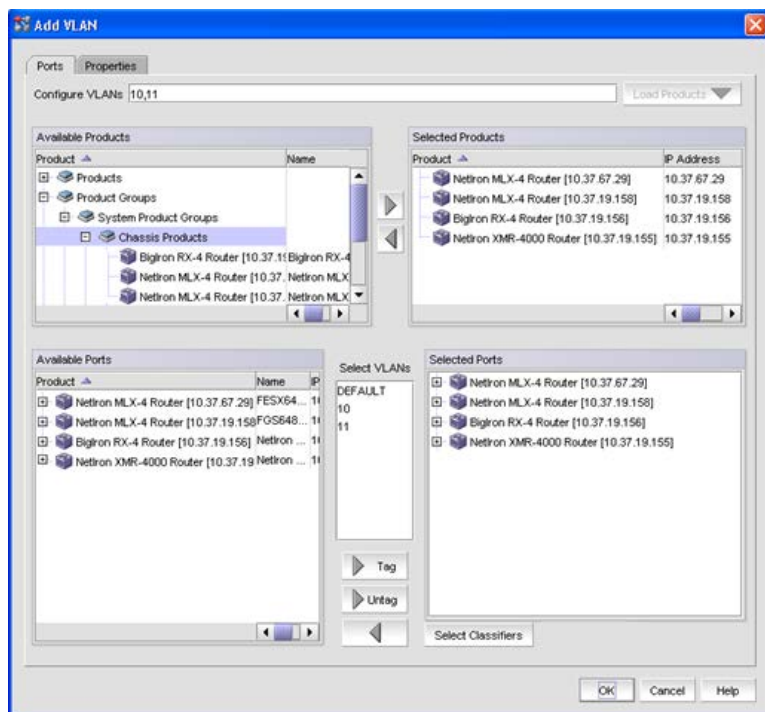 Add VLAN
Ports Properties
Configure VLANs 10,11 Load Products
Available Products
Product Name
Products
Product Groups
System Product Groups
Chassis Products
BigIron RX-4 Router [10.37.19 BigIron RX-4
NetIron MLX-4 Router [10.37. NetIron MLX
NetIron MLX-4 Router [10.37. NetIron MLX
Selected Products
Product IP Address
NetIron MLX-4 Router [10.37.67.29] 10.37.67.29
NetIron MLX-4 Router [10.37.19.158] 10.37.19.158
BigIron RX-4 Router [10.37.19.156] 10.37.19.156
NetIron XMR-4000 Router [10.37.19.155] 10.37.19.155
Available Ports
Product Name IP
NetIron MLX-4 Router [10.37.67.29] FESX64...
NetIron MLX-4 Router [10.37.19.158 FGS648...
BigIron RX-4 Router [10.37.19.156] NetIron ...
NetIron XMR-4000 Router [10.37.19 NetIron ...
Select VLANs
DEFAULT
10
11
Tag
Untag
Selected Ports
NetIron MLX-4 Router [10.37.67.29]
NetIron MLX-4 Router [10.37.19.158]
BigIron RX-4 Router [10.37.19.156]
NetIron XMR-4000 Router [10.37.19.155]
Select Classifiers
OK Cancel Help